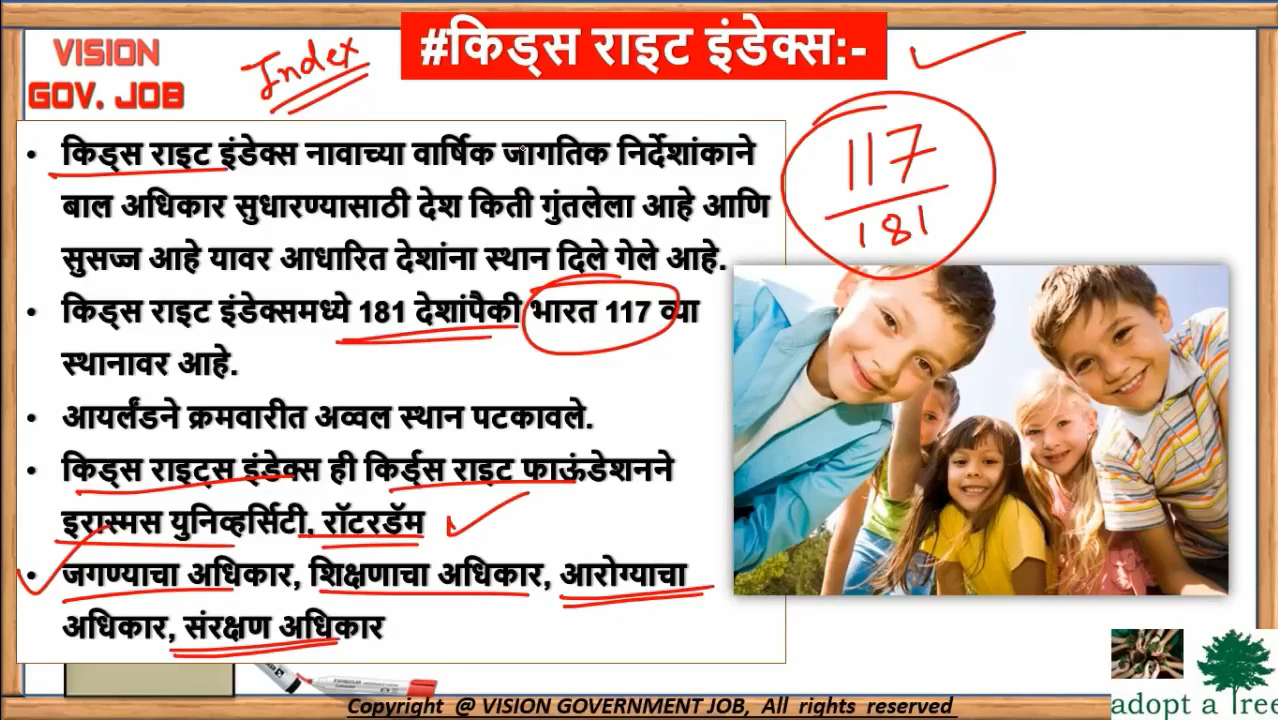 VISION
GOV. JOB
Index
#किड्स राइट इंडेक्स:-
117
181
• किड्स राइट इंडेक्स नावाच्या वार्षिक जागतिक निर्देशांकाने
बाल अधिकार सुधारण्यासाठी देश किती गुंतलेला आहे आणि
सुसज्ज आहे यावर आधारित देशांना स्थान दिले गेले आहे.
• किड्स राइट इंडेक्समध्ये 181 देशांपैकी भारत 117 व्या
स्थानावर आहे.
• आयर्लंडने क्रमवारीत अव्वल स्थान पटकावले.
• किड्स राइट्स इंडेक्स ही किर्ड्स राइट फाऊंडेशनने
इरास्मस युनिव्हर्सिटी, रॉटरडॅम
• जगण्याचा अधिकार, शिक्षणाचा अधिकार, आरोग्याचा
अधिकार, संरक्षण अधिकार
adopt a Tree
Copyright @ VISION GOVERNMENT JOB, All rights reserved